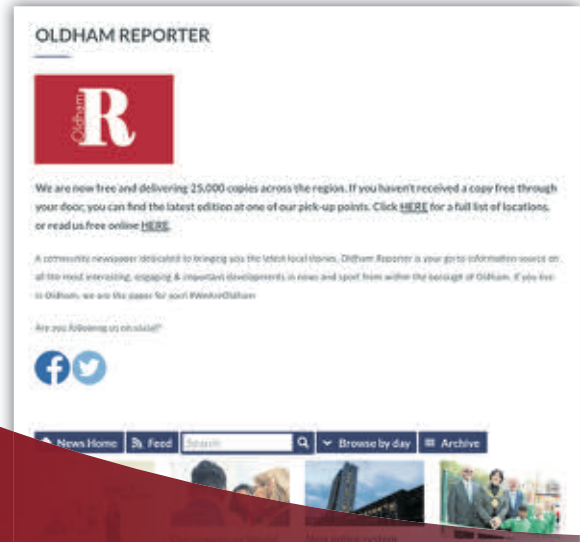 OLDHAM REPORTER
Oldham
R
We are now free and delivering 25,000 copies across the region. If you haven't received a copy free through
your door, you can find the latest edition at one of our pick-up points. Click HERE for a full list of locations,
or read us free online HERE.
A community newspaper dedicated to bringing you the latest local stories, Oldham Reporter is your go to information source on
all the most interesting, engaging & important developments in news and sport from within the borough of Oldham. If you live
in Oldham, we are the paper for you! #WeAreOldham
Are you following us on social?
News Home Feed Search Browse by day Archive